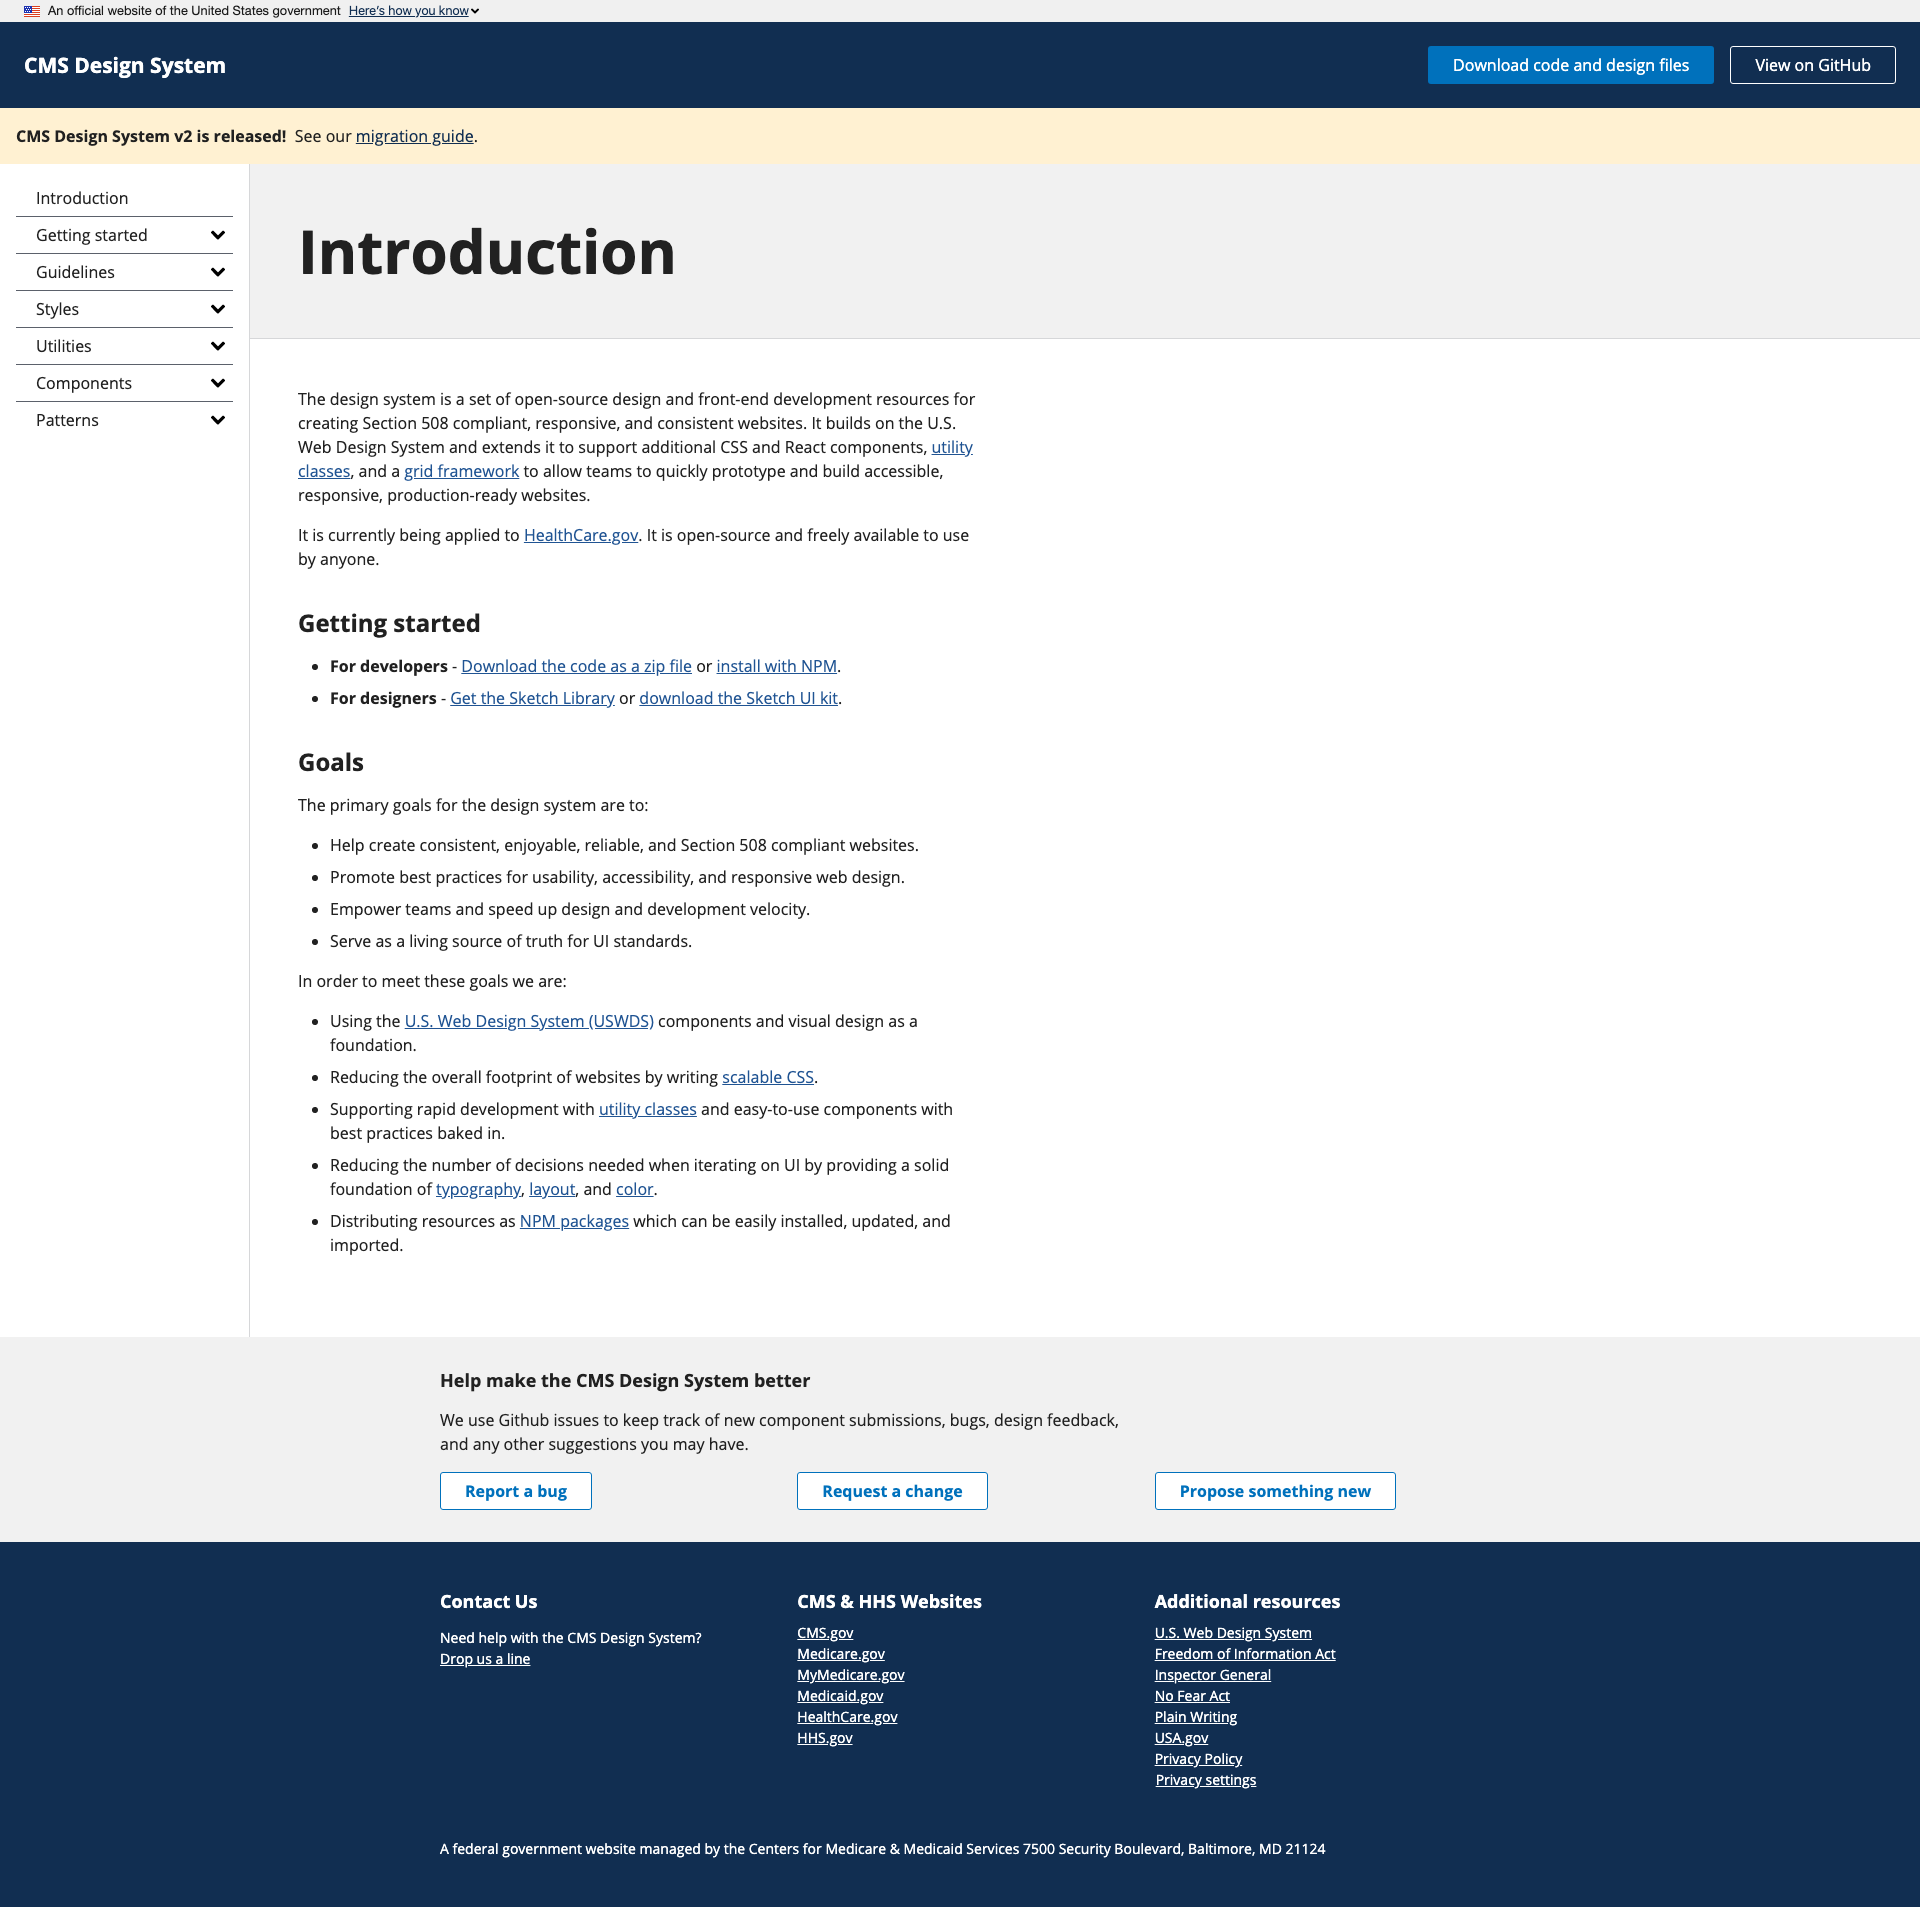 An official website of the United States government Here's how you know
CMS Design System
Download code and design files
View on GitHub
CMS Design System v2 is released! See our migration guide.
Introduction
Getting started
Guidelines
Styles
Utilities
Components
Patterns
Introduction
The design system is a set of open-source design and front-end development resources for
creating Section 508 compliant, responsive, and consistent websites. It builds on the U.S.
Web Design System and extends it to support additional CSS and React components, utility
classes, and a grid framework to allow teams to quickly prototype and build accessible,
responsive, production-ready websites.
It is currently being applied to HealthCare.gov. It is open-source and freely available to use
by anyone.
Getting started
• For developers - Download the code as a zip file or install with NPM.
• For designers - Get the Sketch Library or download the Sketch UI kit.
Goals
The primary goals for the design system are to:
• Help create consistent, enjoyable, reliable, and Section 508 compliant websites.
• Promote best practices for usability, accessibility, and responsive web design.
• Empower teams and speed up design and development velocity.
• Serve as a living source of truth for UI standards.
In order to meet these goals we are:
• Using the U.S. Web Design System (USWDS) components and visual design as a
foundation.
• Reducing the overall footprint of websites by writing scalable CSS.
• Supporting rapid development with utility classes and easy-to-use components with
best practices baked in.
• Reducing the number of decisions needed when iterating on UI by providing a solid
foundation of typography, layout, and color.
• Distributing resources as NPM packages which can be easily installed, updated, and
imported.
Help make the CMS Design System better
We use Github issues to keep track of new component submissions, bugs, design feedback,
and any other suggestions you may have.
Report a bug
Request a change
Propose something new
Contact Us
Need help with the CMS Design System?
Drop us a line
CMS & HHS Websites
CMS.gov
Medicare.gov
MyMedicare.gov
Medicaid.gov
HealthCare.gov
HHS.gov
Additional resources
U.S. Web Design System
Freedom of Information Act
Inspector General
No Fear Act
Plain Writing
USA.gov
Privacy Policy
Privacy settings
A federal government website managed by the Centers for Medicare & Medicaid Services 7500 Security Boulevard, Baltimore, MD 21124